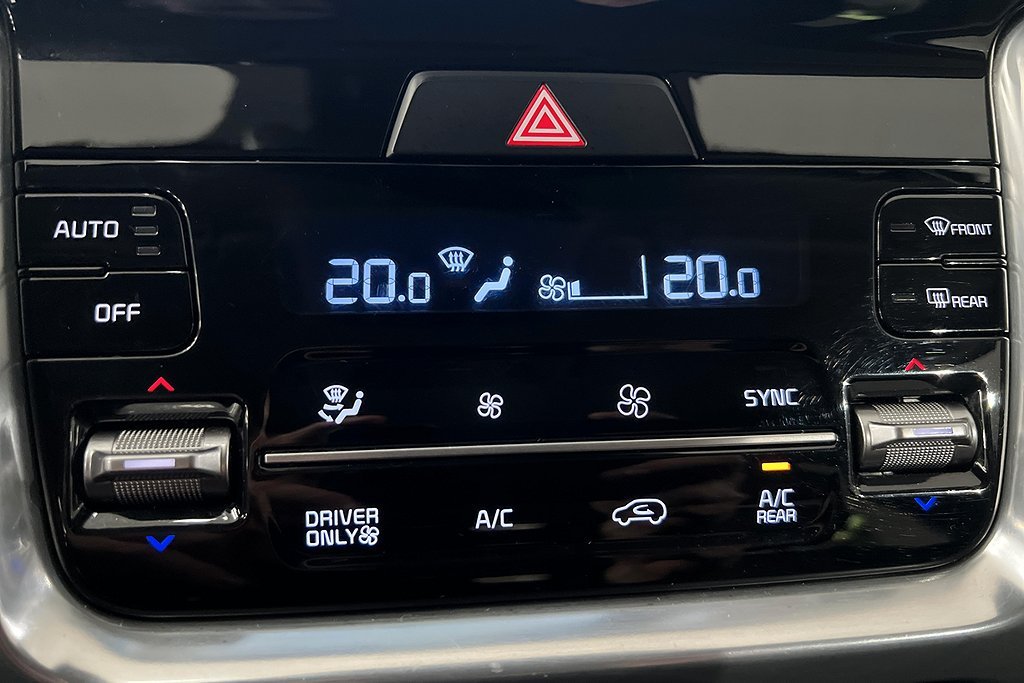 AUTO
FRONT
20.0
20.0
OFF
REAR
SYNC
DRIVER
ONLY
A/C
A/C
REAR